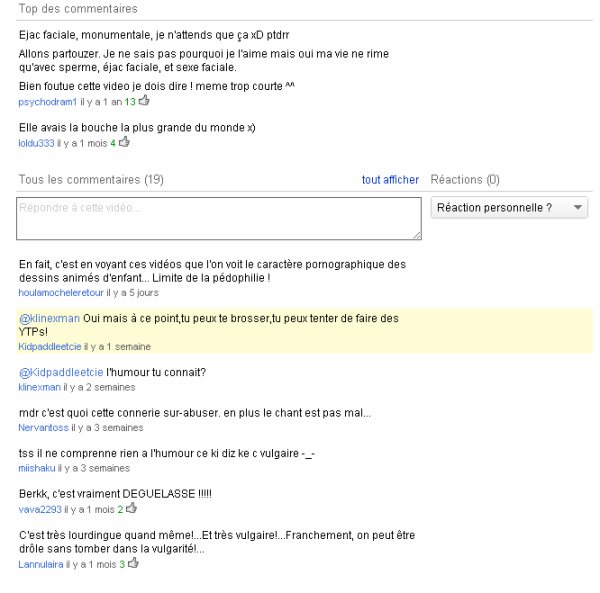 Top des commentaires
Ejac faciale, monumentale, je n'attends que ça xD ptdrr
Allons partouzer. Je ne sais pas pourquoi je l'aime mais oui ma vie ne rime
qu'avec sperme, éjac faciale, et sexe faciale.
Bien foutue cette video je dois dire ! meme trop courte ^^
psychodram1 il y a 1 an 13
Elle avais la bouche la plus grande du monde x)
loldu333 il y a 1 mois 4
Tous les commentaires (19) tout afficher Réactions (0)
Répondre à cette vidéo... Réaction personnelle ?
En fait, c'est en voyant ces vidéos que l'on voit le caractère pornographique des
dessins animés d'enfant... Limite de la pédophilie !
houlamocheleretour il y a 5 jours
@klinexman Oui mais à ce point,tu peux te brosser,tu peux tenter de faire des
YTPs!
Kidpaddleetcie il y a 1 semaine
@Kidpaddleetcie l'humour tu connait?
klinexman il y a 2 semaines
mdr c'est quoi cette connerie sur-abuser. en plus le chant est pas mal...
Nervantoss il y a 3 semaines
tss il ne comprenne rien a l'humour ce ki diz ke c vulgaire -_-
miishaku il y a 3 semaines
Berkk, c'est vraiment DEGUELASSE !!!!!
vava2293 il y a 1 mois 2
C'est très lourdingue quand même!...Et très vulgaire!...Franchement, on peut être
drôle sans tomber dans la vulgarité!...
Lannulaira il y a 1 mois 3